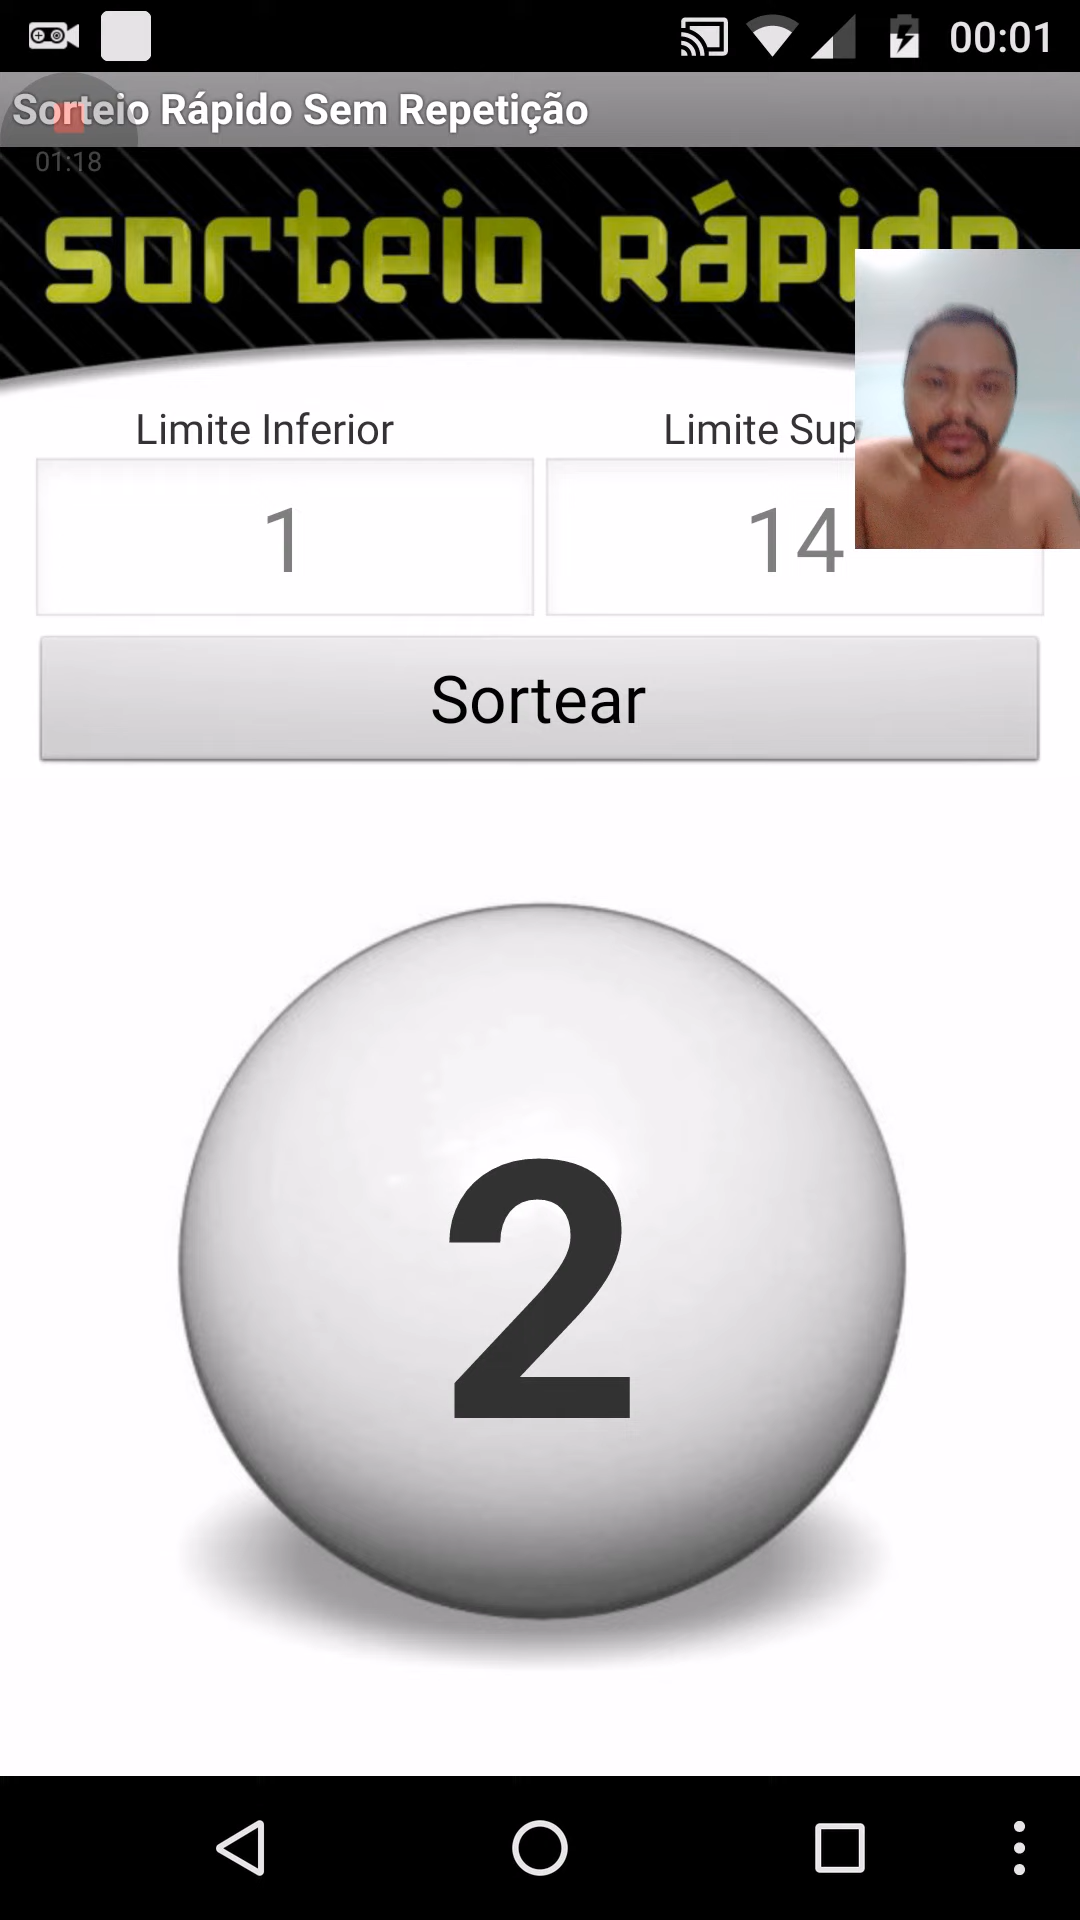 00:01
Sorteio Rápido Sem Repetição
01:18
sorteio Rápido
Limite Inferior
Limite Sup
1
14
Sortear
2